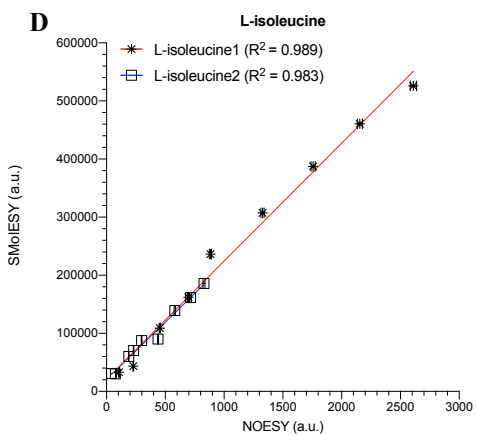 D
L-isoleucine
L-isoleucine1 (R² = 0.989)
L-isoleucine2 (R² = 0.983)
SMolESY (a.u.)
600000
500000
400000
300000
200000
100000
0
0 500 1000 1500 2000 2500 3000
NOESY (a.u.)